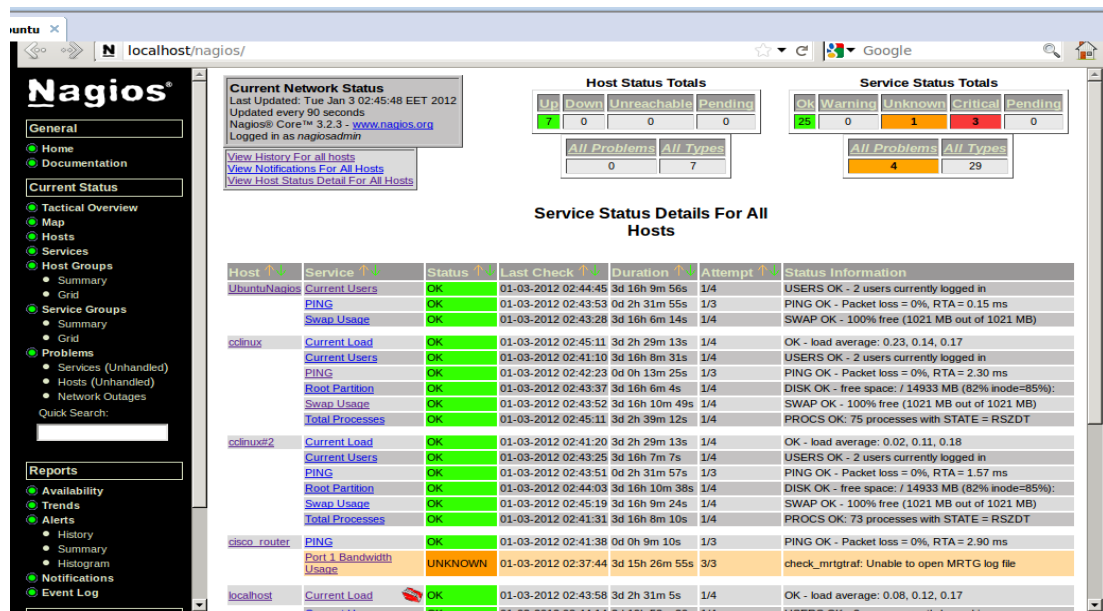 untu
localhost/nagios/
Google
Nagios®
General
Home
Documentation
Current Status
Tactical Overview
Map
Hosts
Services
Host Groups
Summary
Grid
Service Groups
Summary
Grid
Problems
Services (Unhandled)
Hosts (Unhandled)
Network Outages
Quick Search:
Reports
Availability
Trends
Alerts
History
Summary
Histogram
Notifications
Event Log
Current Network Status
Last Updated: Tue Jan 3 02:45:48 EET 2012
Updated every 90 seconds
Nagios® Core™ 3.2.3 - www.nagios.org
Logged in as nagiosadmin
View History For all hosts
View Notifications For All Hosts
View Host Status Detail For All Hosts
Host Status Totals
Up Down Unreachable Pending
7 0 0 0
All Problems All Types
0 7
Service Status Totals
Ok Warning Unknown Critical Pending
25 0 1 3 0
All Problems All Types
4 29
Service Status Details For All
Hosts
Host Service Status Last Check Duration Attempt Status Information
UbuntuNagios Current Users OK 01-03-2012 02:44:45 3d 16h 9m 56s 1/4 USERS OK - 2 users currently logged in
PING OK 01-03-2012 02:43:53 0d 2h 31m 55s 1/3 PING OK - Packet loss = 0%, RTA = 0.15 ms
Swap Usage OK 01-03-2012 02:43:28 3d 16h 6m 14s 1/4 SWAP OK - 100% free (1021 MB out of 1021 MB)
cclinux Current Load OK 01-03-2012 02:45:11 3d 2h 29m 13s 1/4 OK - load average: 0.23, 0.14, 0.17
Current Users OK 01-03-2012 02:41:10 3d 16h 8m 31s 1/4 USERS OK - 2 users currently logged in
PING OK 01-03-2012 02:42:23 0d 0h 13m 25s 1/3 PING OK - Packet loss = 0%, RTA = 2.30 ms
Root Partition OK 01-03-2012 02:43:37 3d 16h 6m 4s 1/4 DISK OK - free space: / 14933 MB (82% inode=85%):
Swap Usage OK 01-03-2012 02:43:52 3d 16h 10m 49s 1/4 SWAP OK - 100% free (1021 MB out of 1021 MB)
Total Processes OK 01-03-2012 02:45:11 3d 2h 39m 12s 1/4 PROCS OK: 75 processes with STATE = RSZDT
cclinux#2 Current Load OK 01-03-2012 02:41:20 3d 2h 29m 13s 1/4 OK - load average: 0.02, 0.11, 0.18
Current Users OK 01-03-2012 02:43:25 3d 16h 7m 7s 1/4 USERS OK - 2 users currently logged in
PING OK 01-03-2012 02:43:51 0d 2h 31m 57s 1/3 PING OK - Packet loss = 0%, RTA = 1.57 ms
Root Partition OK 01-03-2012 02:44:03 3d 16h 10m 38s 1/4 DISK OK - free space: / 14933 MB (82% inode=85%):
Swap Usage OK 01-03-2012 02:45:19 3d 16h 9m 24s 1/4 SWAP OK - 100% free (1021 MB out of 1021 MB)
Total Processes OK 01-03-2012 02:41:31 3d 16h 8m 10s 1/4 PROCS OK: 73 processes with STATE = RSZDT
cisco_router PING OK 01-03-2012 02:41:38 0d 0h 9m 10s 1/3 PING OK - Packet loss = 0%, RTA = 2.90 ms
Port 1 Bandwidth
Usage UNKNOWN 01-03-2012 02:37:44 3d 15h 26m 55s 3/3 check_mrtgtraf: Unable to open MRTG log file
localhost Current Load OK 01-03-2012 02:43:58 3d 2h 31m 5s 1/4 OK - load average: 0.08, 0.12, 0.17